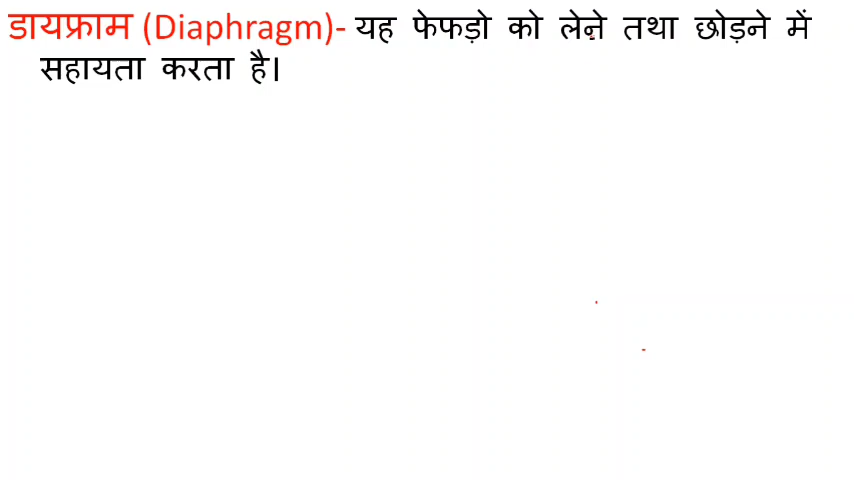 डायफ्राम (Diaphragm)- यह फेफड़ो को लेने तथा छोड़ने में
सहायता करता है।